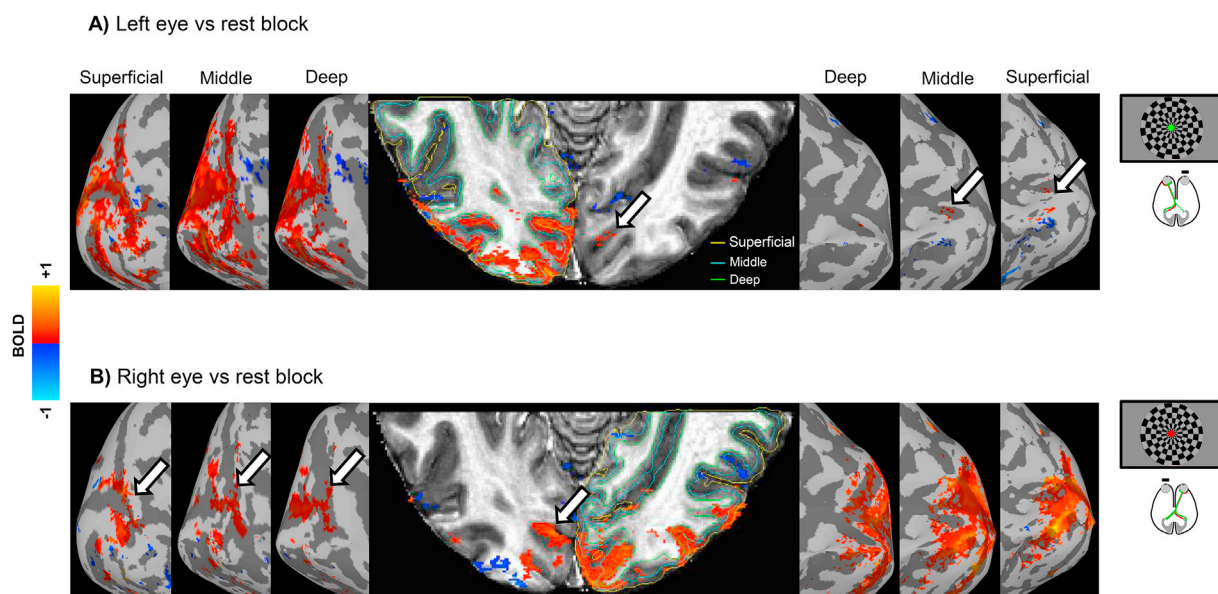 A) Left eye vs rest block
Superficial Middle Deep Deep Middle Superficial
Superficial
Middle
Deep
+1
BOLD
-1
B) Right eye vs rest block